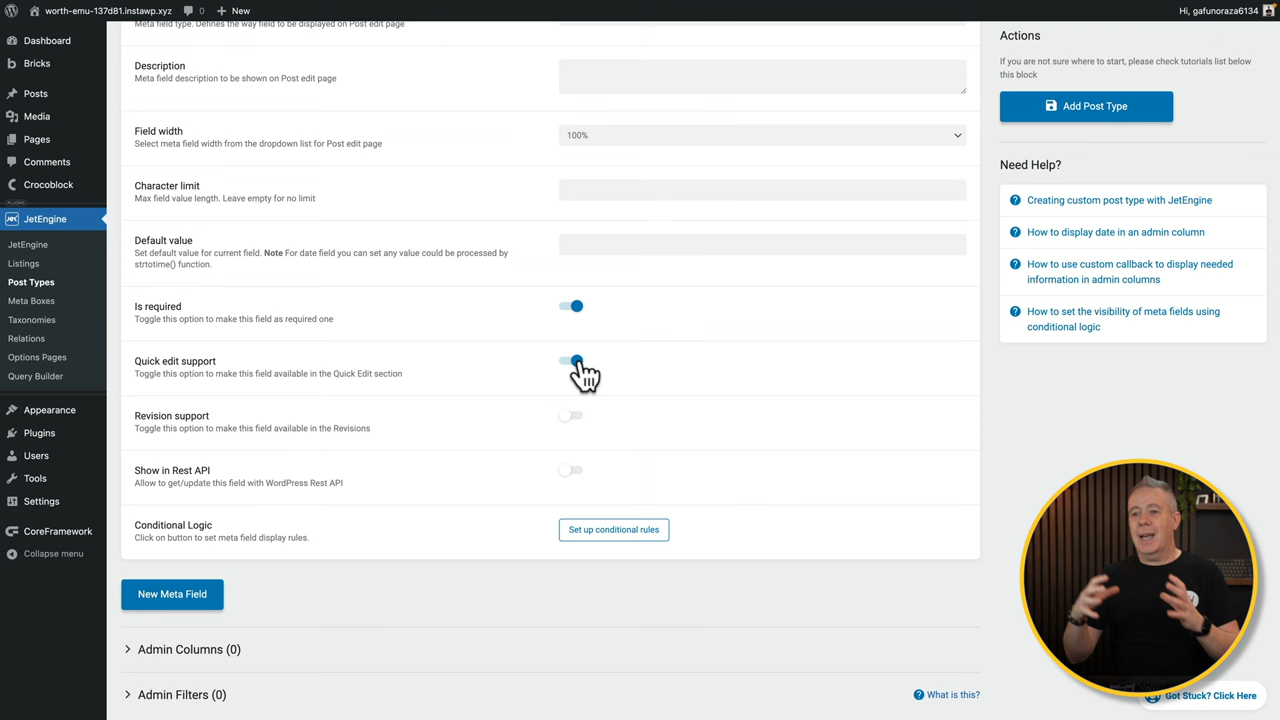 worth-emu-137d81.instawp.xyz
0
New
Hi, gafunoraza6134
Dashboard
Bricks
Posts
Media
Pages
Comments
Crocoblock
JetEngine
JetEngine
Listings
Post Types
Meta Boxes
Taxonomies
Relations
Options Pages
Query Builder
Appearance
Plugins
Users
Tools
Settings
CoreFramework
Collapse menu
Meta field type. Defines the way field to be displayed on Post edit page
Description
Meta field description to be shown on Post edit page
Field width
Select meta field width from the dropdown list for Post edit page
100%
Character limit
Max field value length. Leave empty for no limit
Default value
Set default value for current field. Note For date field you can set any value could be processed by
strtotime() function.
Is required
Toggle this option to make this field as required one
Quick edit support
Toggle this option to make this field available in the Quick Edit section
Revision support
Toggle this option to make this field available in the Revisions
Show in Rest API
Allow to get/update this field with WordPress Rest API
Conditional Logic
Click on button to set meta field display rules.
Set up conditional rules
New Meta Field
Admin Columns (0)
Admin Filters (0)
What is this?
Actions
If you are not sure where to start, please check tutorials list below
this block
Add Post Type
Need Help?
Creating custom post type with JetEngine
How to display date in an admin column
How to use custom callback to display needed
information in admin columns
How to set the visibility of meta fields using
conditional logic
Got Stuck? Click Here